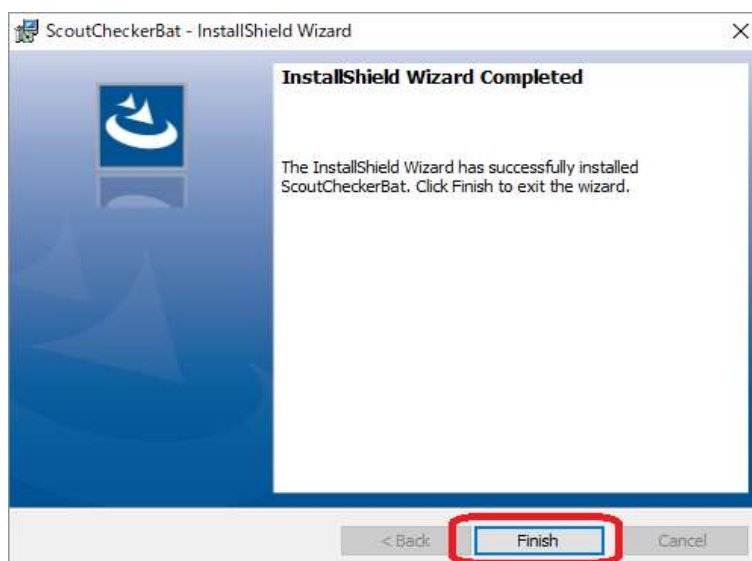 ScoutCheckerBat - InstallShield Wizard
InstallShield Wizard Completed
The InstallShield Wizard has successfully installed
ScoutCheckerBat. Click Finish to exit the wizard.
< Back
Finish
Cancel